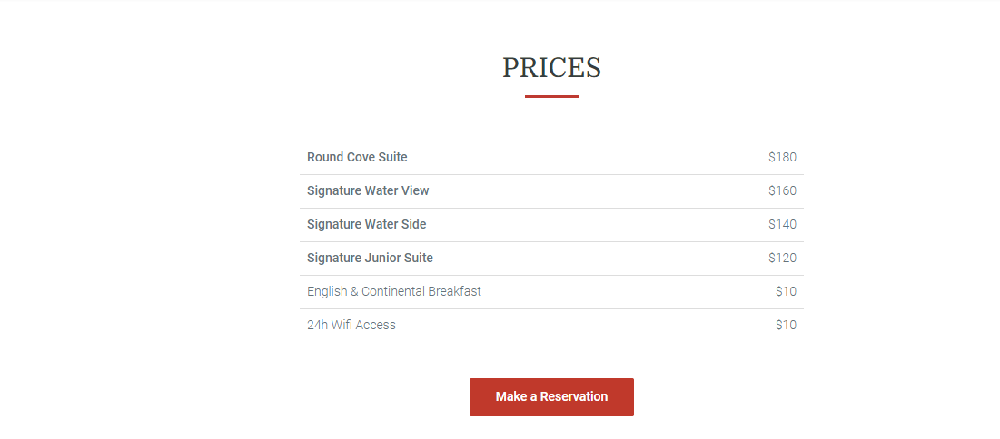 PRICES
Round Cove Suite $180
Signature Water View $160
Signature Water Side $140
Signature Junior Suite $120
English & Continental Breakfast $10
24h Wifi Access $10
Make a Reservation